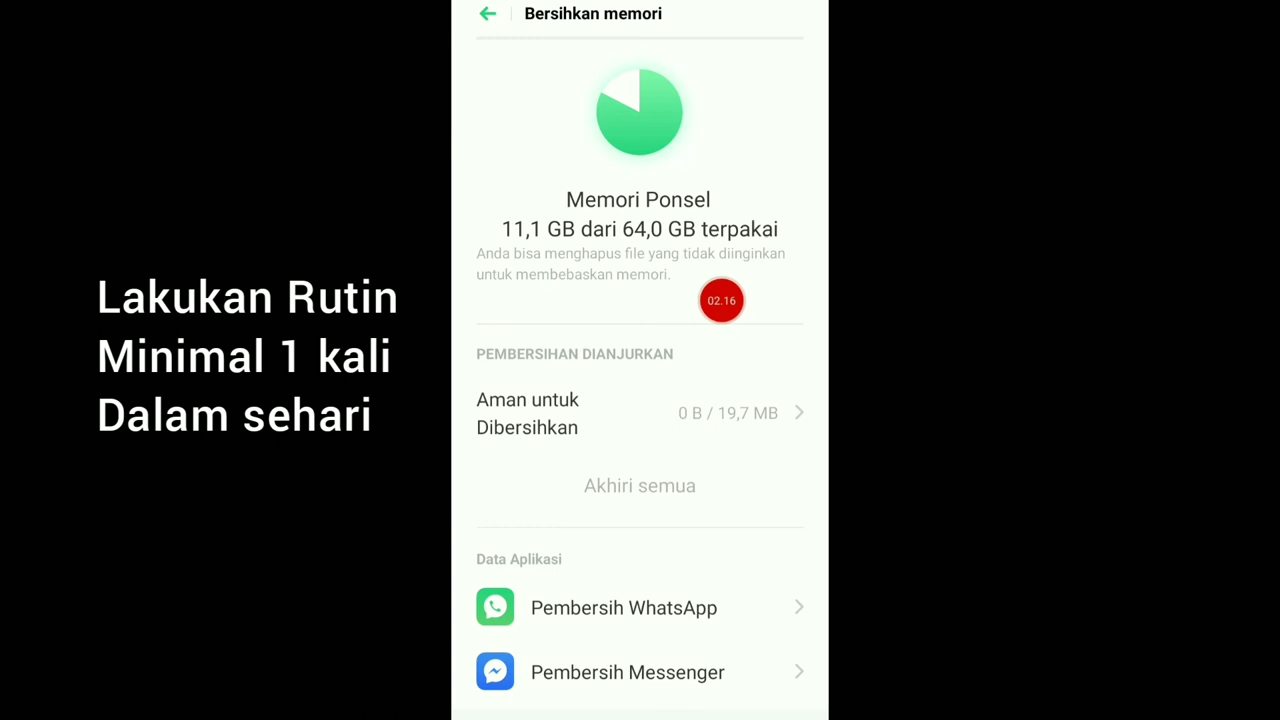 Bersihkan memori
Memori Ponsel
11,1 GB dari 64,0 GB terpakai
Anda bisa menghapus file yang tidak diinginkan
untuk membebaskan memori.
02.16
Lakukan Rutin
Minimal 1 kali
Dalam sehari
PEMBERSIHAN DIANJURKAN
Aman untuk
Dibersihkan
0 B / 19,7 MB
Akhiri semua
Data Aplikasi
Pembersih WhatsApp
Pembersih Messenger